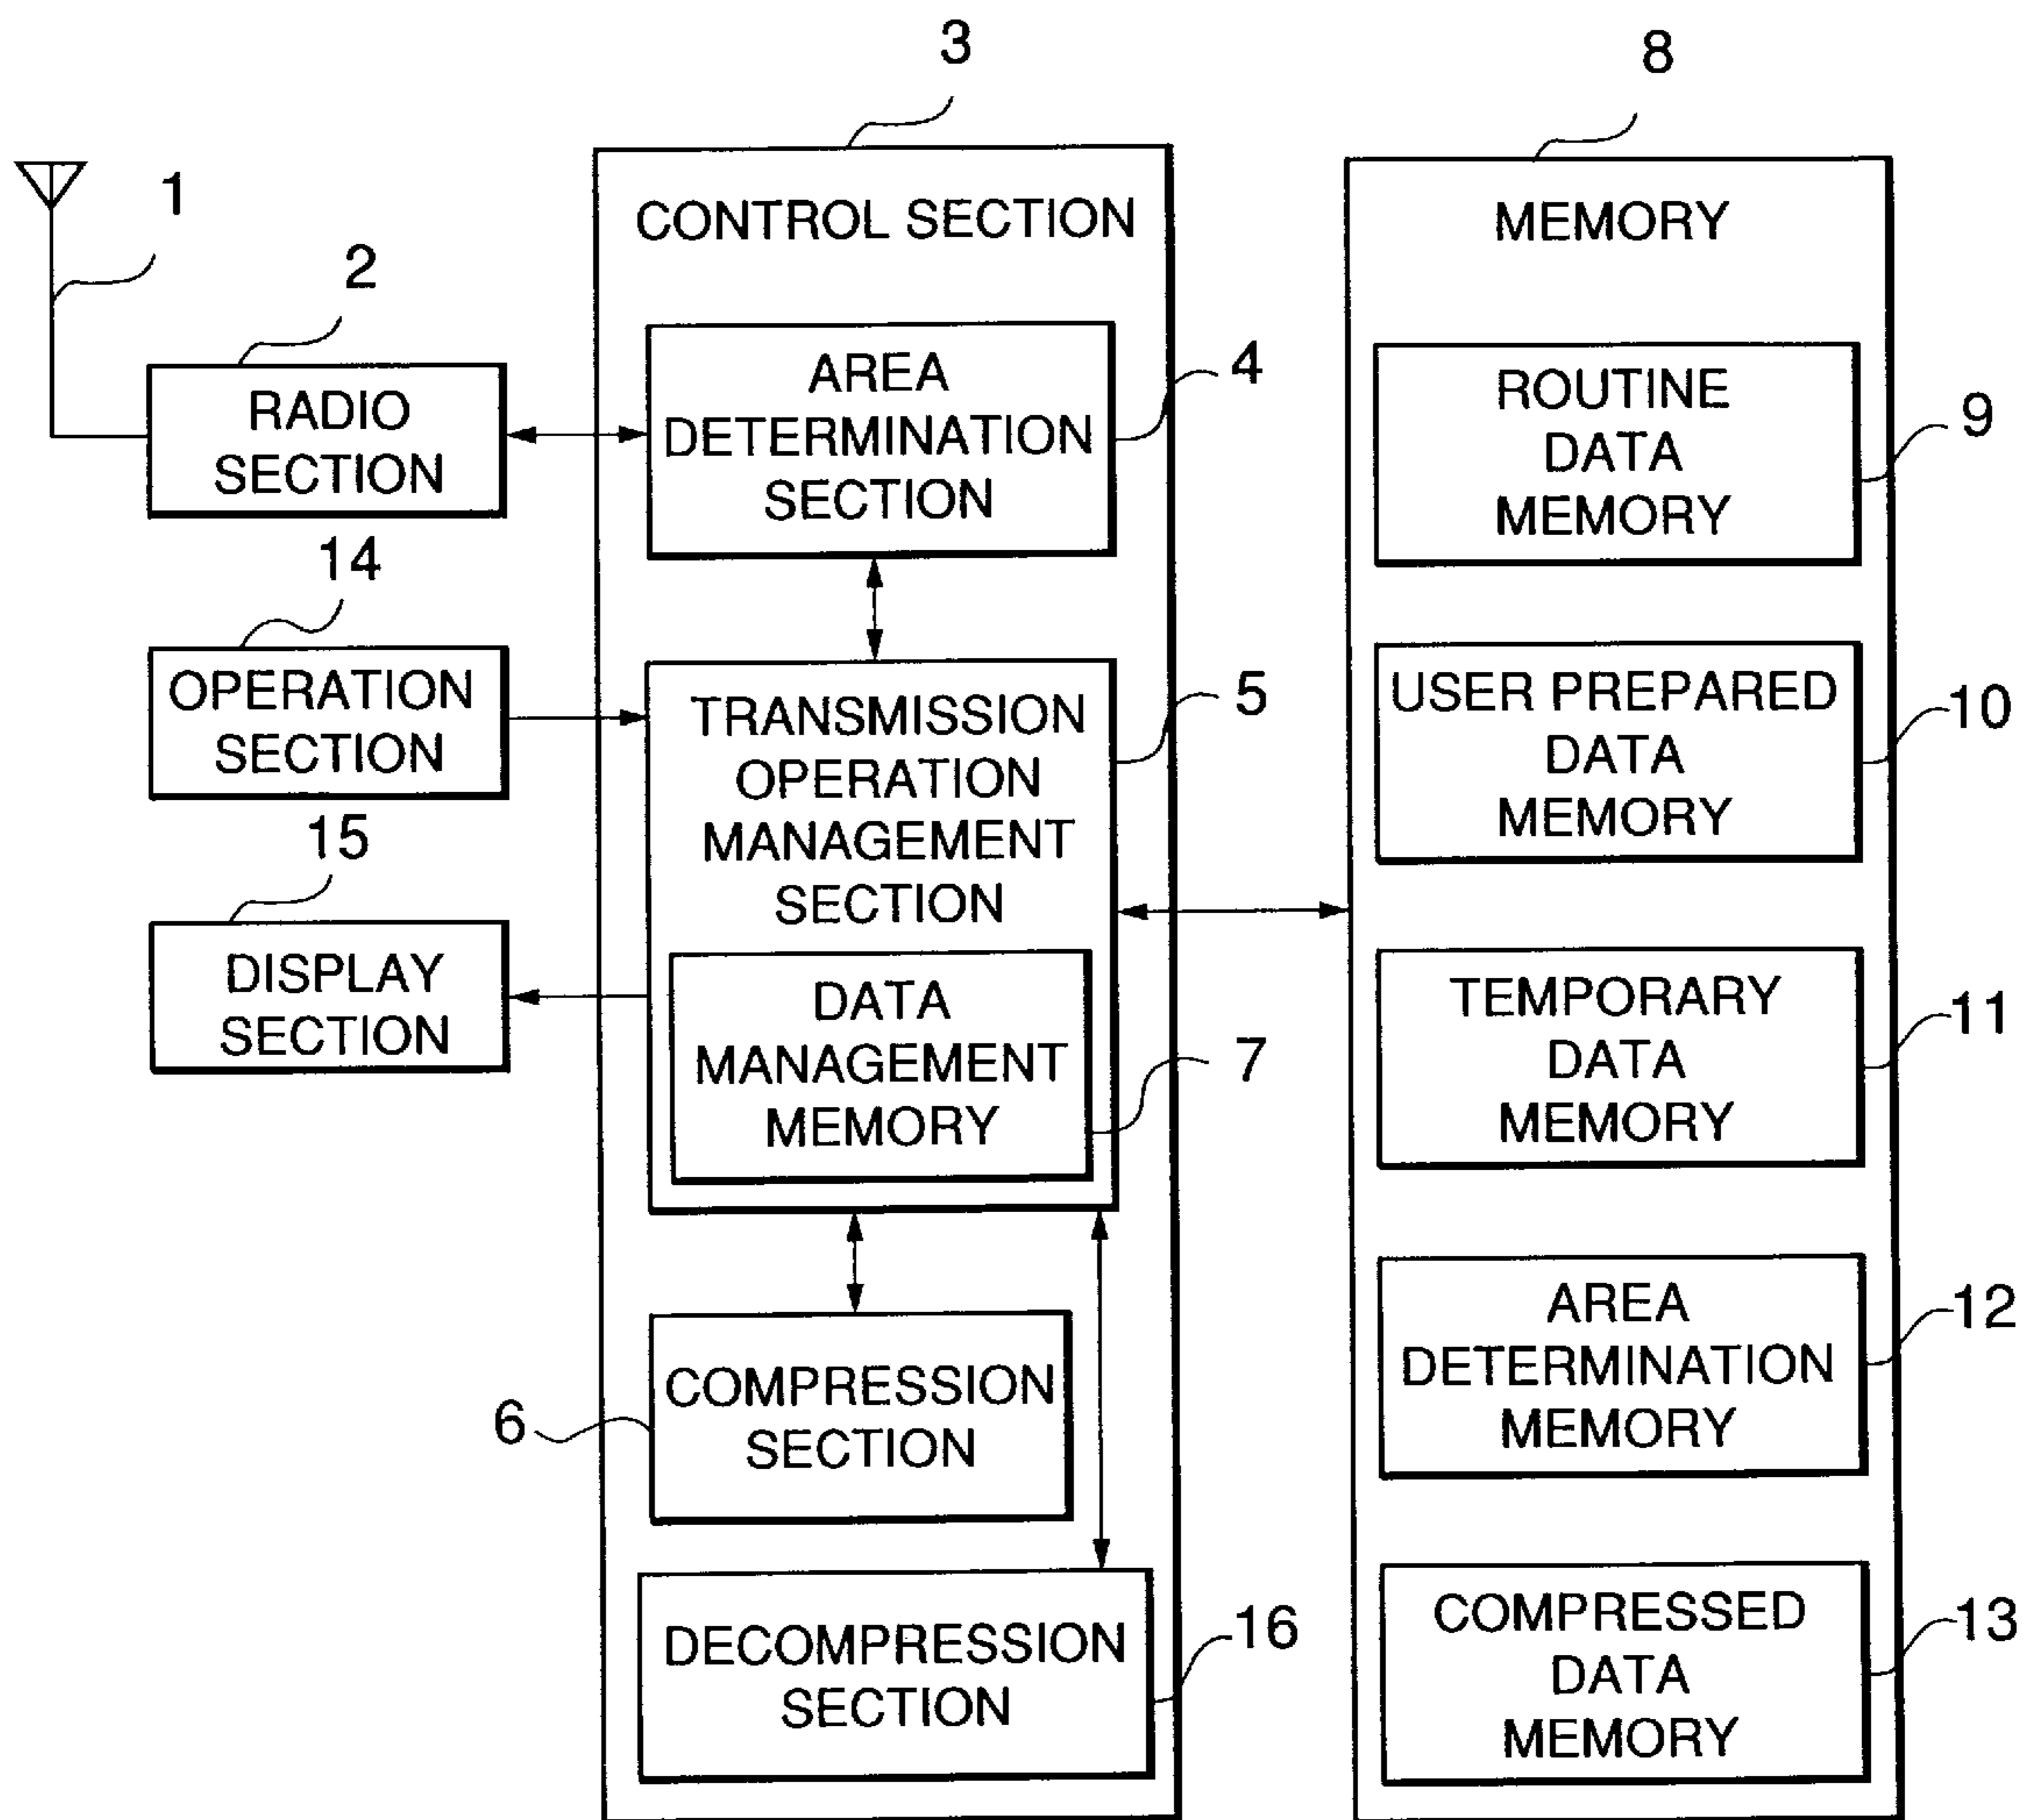 3
8
1
CONTROL SECTION
MEMORY
2
RADIO
SECTION
AREA
DETERMINATION
SECTION
4
ROUTINE
DATA
MEMORY
9
14
OPERATION
SECTION
TRANSMISSION
OPERATION
MANAGEMENT
SECTION
5
USER PREPARED
DATA
MEMORY
10
15
DISPLAY
SECTION
DATA
MANAGEMENT
MEMORY
7
TEMPORARY
DATA
MEMORY
11
6
COMPRESSION
SECTION
AREA
DETERMINATION
MEMORY
12
DECOMPRESSION
SECTION
16
COMPRESSED
DATA
MEMORY
13